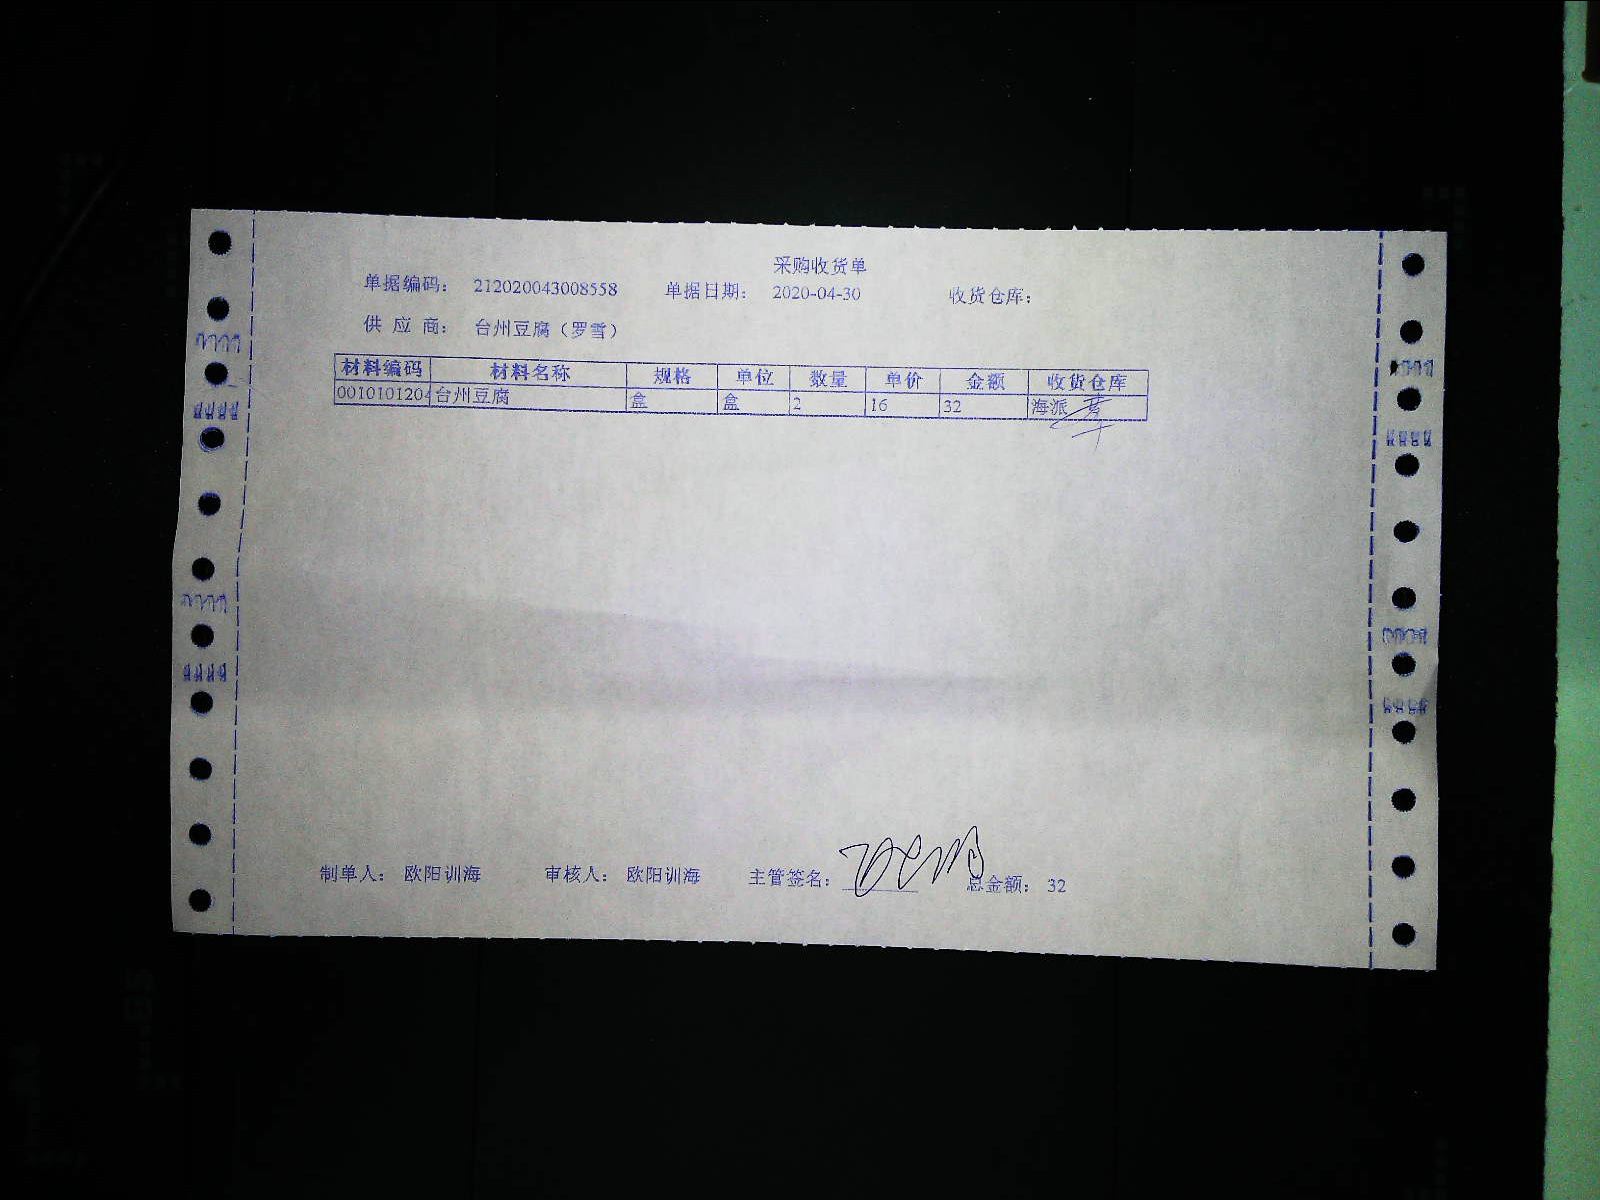 采购收货单
单据编码： 212020043008558 单据日期： 2020-04-30 收货仓库：
供 应 商： 台州豆腐（罗雪）
材料编码 材料名称 规格 单位 数量 单价 金额 收货仓库
0010101204 台州豆腐 盒 盒 2 16 32 海派
制单人： 欧阳训海 审核人： 欧阳训海 主管签名： 总金额： 32